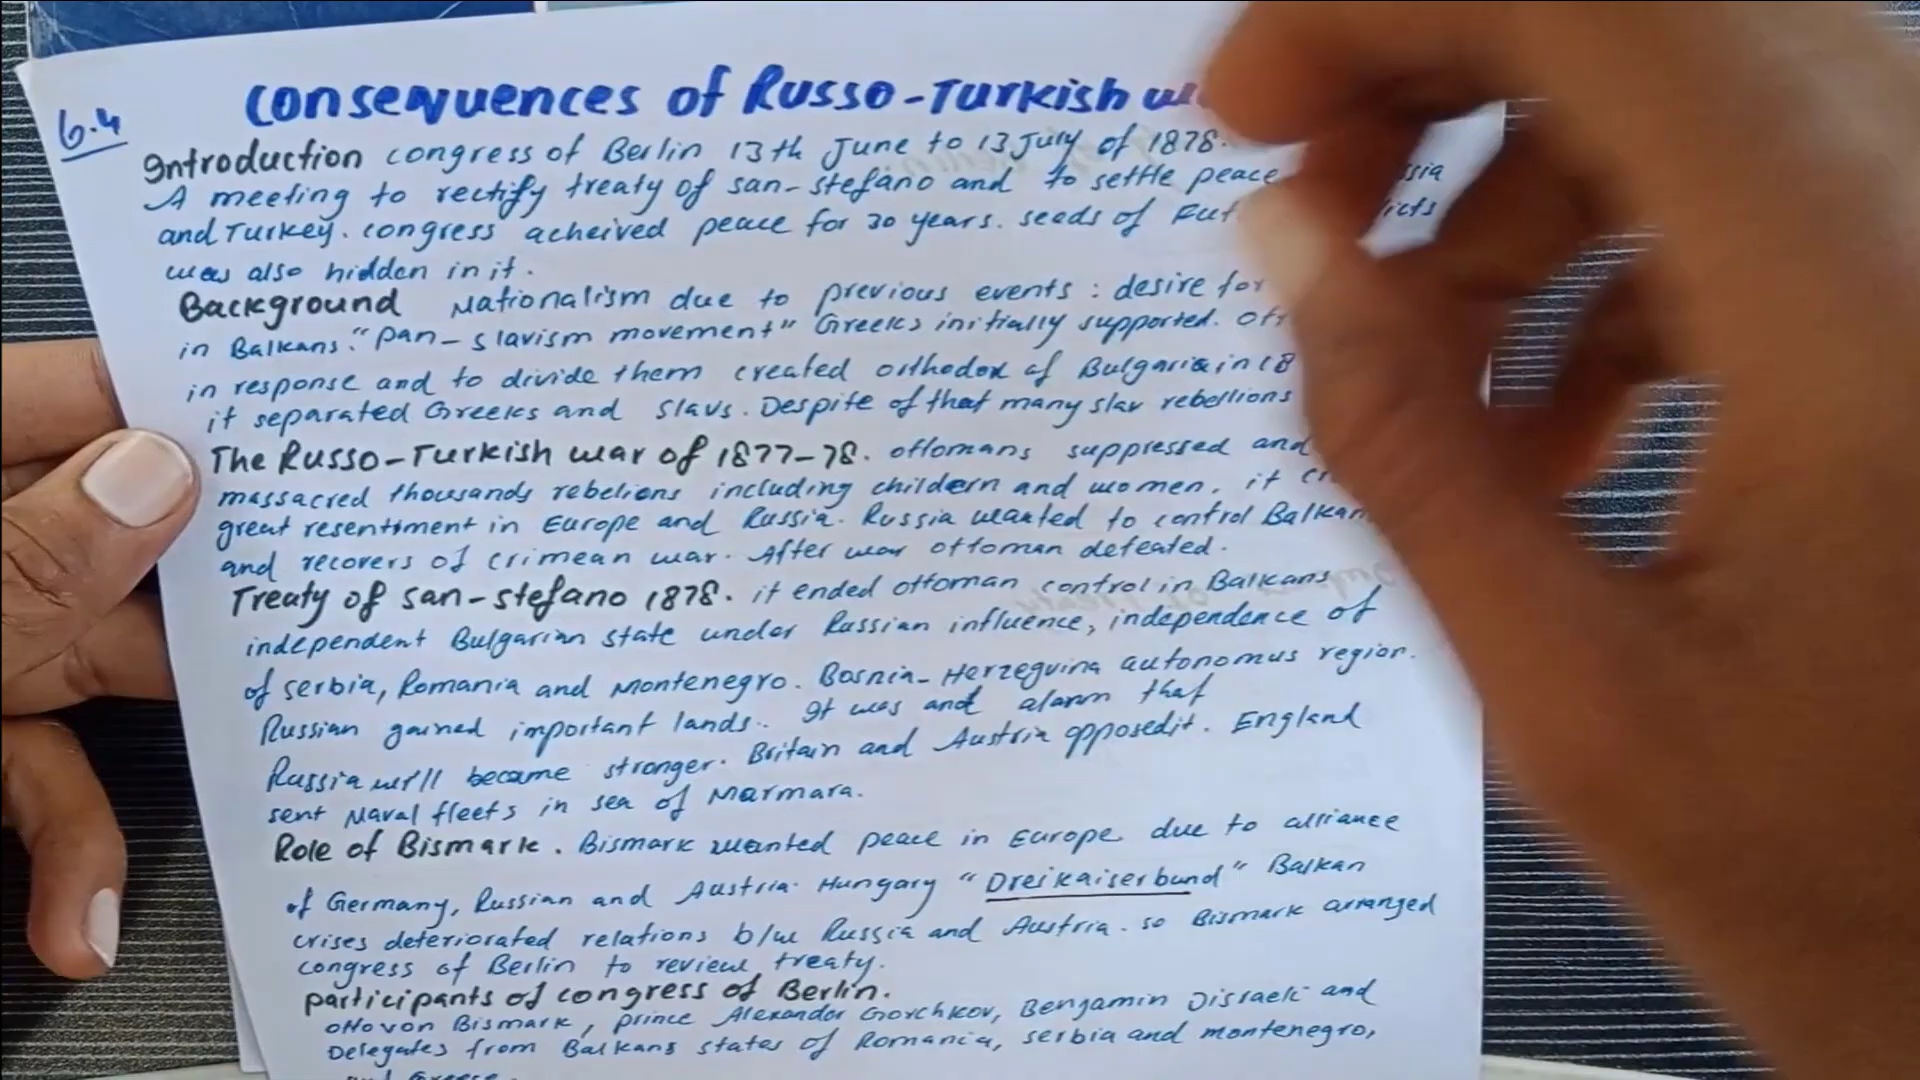 6.4
Consequences of Russo-Turkish
Introduction congress of Berlin 13th June to 13 July of 1878.
A meeting to rectify treaty of san-stefano and to settle peace
and Turkey. congress acheived peace for 30 years. seeds of
was also hidden in it.
Background Nationalism due to previous events: desire for
in Balkans. "pan-slavism movement" Greeks initially supported.
in response and to divide them created orthodox of Bulgaria in
it separated Greeks and slavs. Despite of that many slav rebellions
The Russo-Turkish war of 1877-78. ottomans suppressed and
massacred thousands rebelions including childern and women. it
great resentiment in Europe and Russia. Russia wanted to control Balkan
and recovers of crimean war. After war ottoman defeated.
Treaty of san-stefano 1878. it ended ottoman control in Balkans
independent Bulgarian state under Russian influence, independence of
of serbia, Romania and Montenegro. Bosnia-Herzeguina autonomus region.
Russian gained important lands. It was and alarm that
Russia will became stronger. Britain and Austria opposedit. England
sent Naval fleets in sea of Marmara.
Role of Bismark. Bismark wanted peace in Europe due to alliance
of Germany, Russian and Austria-Hungary "Dreikaiserbund" Balkan
crises deteriorated relations b/w Russia and Austria. so Bismark arranged
congress of Berlin to review treaty.
participants of congress of Berlin.
otto von Bismark, prince Alexander Gorchkov, Bengamin Disraeli and
Delegates from Balkans states of Romania, serbia and montenegro,
and Greece.